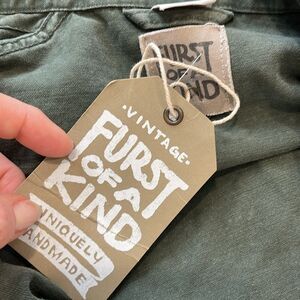 FURST
OF A
KIND
•VINTAGE•
FURST
OF A
KIND
UNIQUELY
HANDMADE